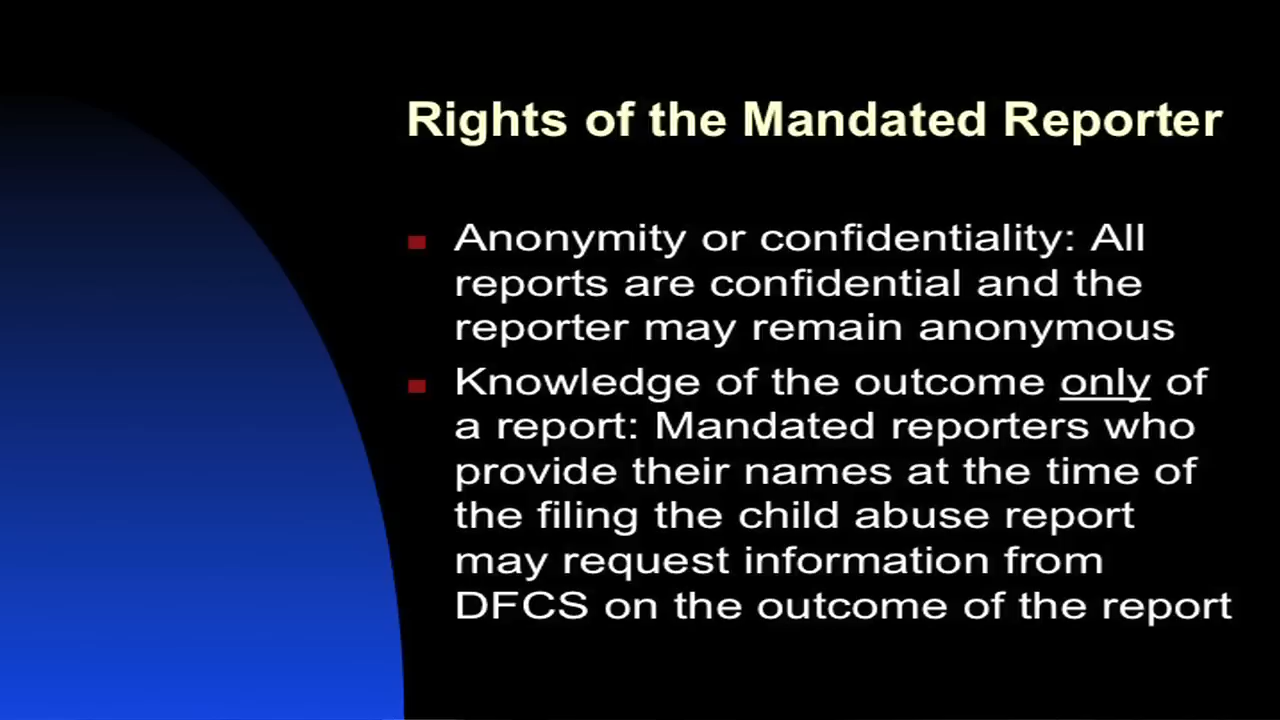 Rights of the Mandated Reporter
Anonymity or confidentiality: All
reports are confidential and the
reporter may remain anonymous
Knowledge of the outcome only of
a report: Mandated reporters who
provide their names at the time of
the filing the child abuse report
may request information from
DFCS on the outcome of the report